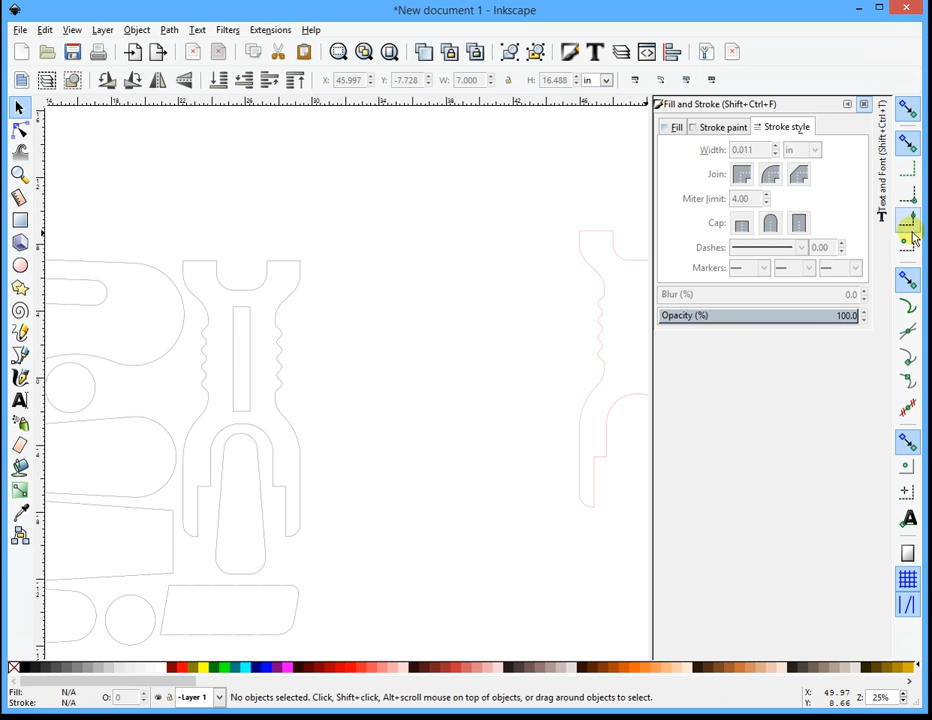 *New document 1 - Inkscape
File Edit View Layer Object Path Text Filters Extensions Help
X: 45.997 Y: -7.728 W: 7.000 H: 16.488 in
Fill and Stroke (Shift+Ctrl+F)
Text and Font (Shift+Ctrl+T)
Fill Stroke paint Stroke style
Width: 0.011 in
Join:
Miter limit: 4.00
Cap:
Dashes: 0.00
Markers:
Blur (%) 0.0
Opacity (%) 100.0
Fill: N/A O: 0 Layer 1 No objects selected. Click, Shift+click, Alt+scroll mouse on top of objects, or drag around objects to select. X: 49.97 Z: 25%
Stroke: N/A Y: 8.66